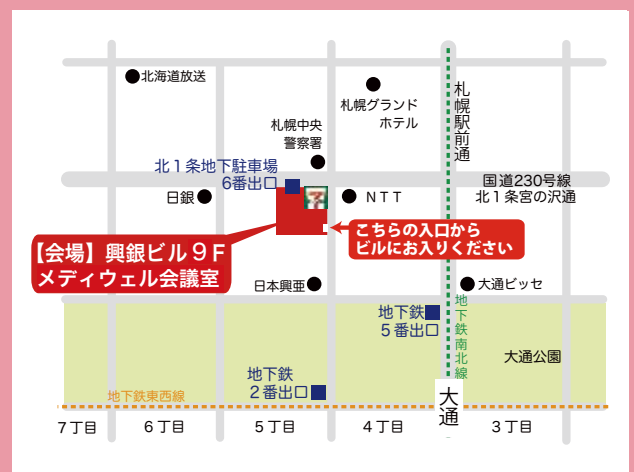 北海道放送
札幌グランド
ホテル
札幌駅前通
札幌中央
警察署
北1条地下駐車場
6番出口
国道230号線
北1条宮の沢通
日銀
7
NTT
こちらの入口から
ビルにお入りください
【会場】興銀ビル9F
メディウェル会議室
日本興亜
大通ビッセ
地下鉄
5番出口
地下鉄南北線
大通公園
地下鉄
2番出口
地下鉄東西線
大通
7丁目
6丁目
5丁目
4丁目
3丁目